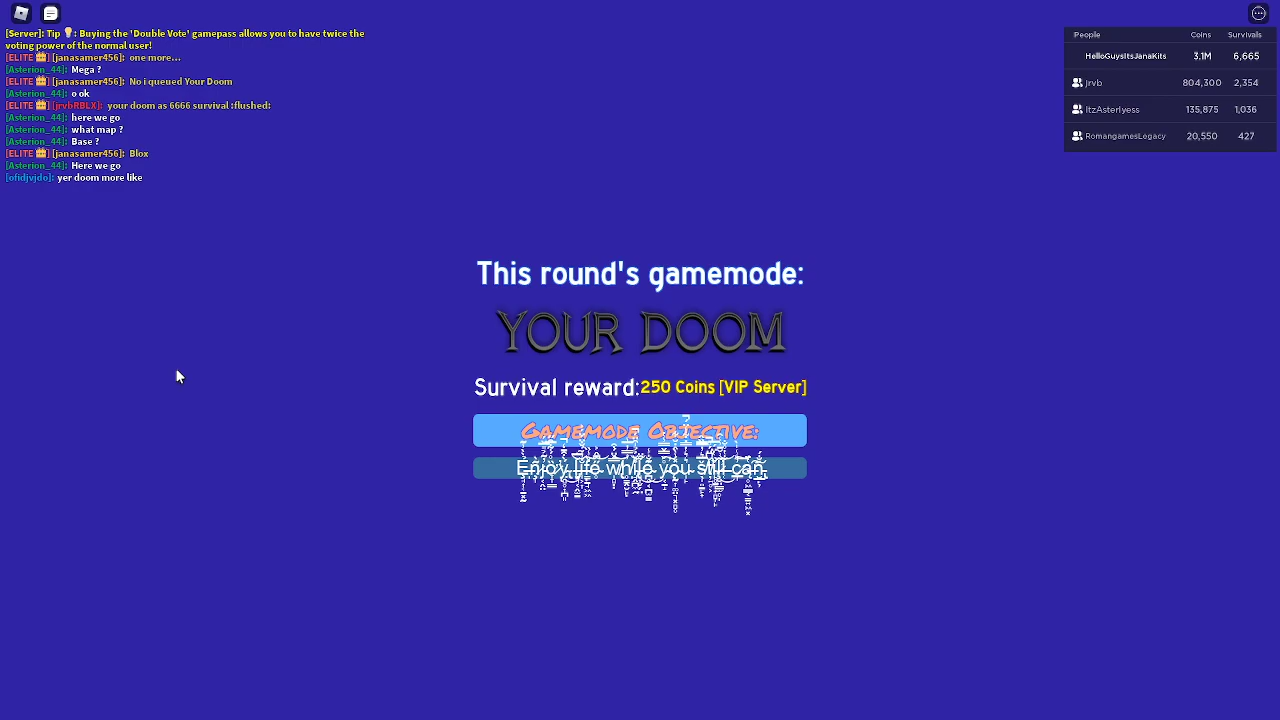 [Server]: Tip 💡: Buying the 'Double Vote' gamepass allows you to have twice the
voting power of the normal user!
[ELITE 💼] [janasamer456]: one more...
[Asterion_44]: Mega ?
[ELITE 💼] [janasamer456]: No i queued Your Doom
[Asterion_44]: o ok
[ELITE 💼] [jrvbRBLX]: your doom as 6666 survival :flushed:
[Asterion_44]: here we go
[Asterion_44]: what map ?
[Asterion_44]: Base ?
[ELITE 💼] [janasamer456]: Blox
[Asterion_44]: Here we go
[ofidjvjdo]: yer doom more like
People Coins Survivals
HelloGuysItsJanaKits 3.1M 6,665
Jrvb 804,300 2,354
ItzAsterlyess 135,875 1,036
RomangamesLegacy 20,550 427
This round's gamemode:
YOUR DOOM
Survival reward:250 Coins [VIP Server]
Gamemode Objective:
Enjoy life while you still can.